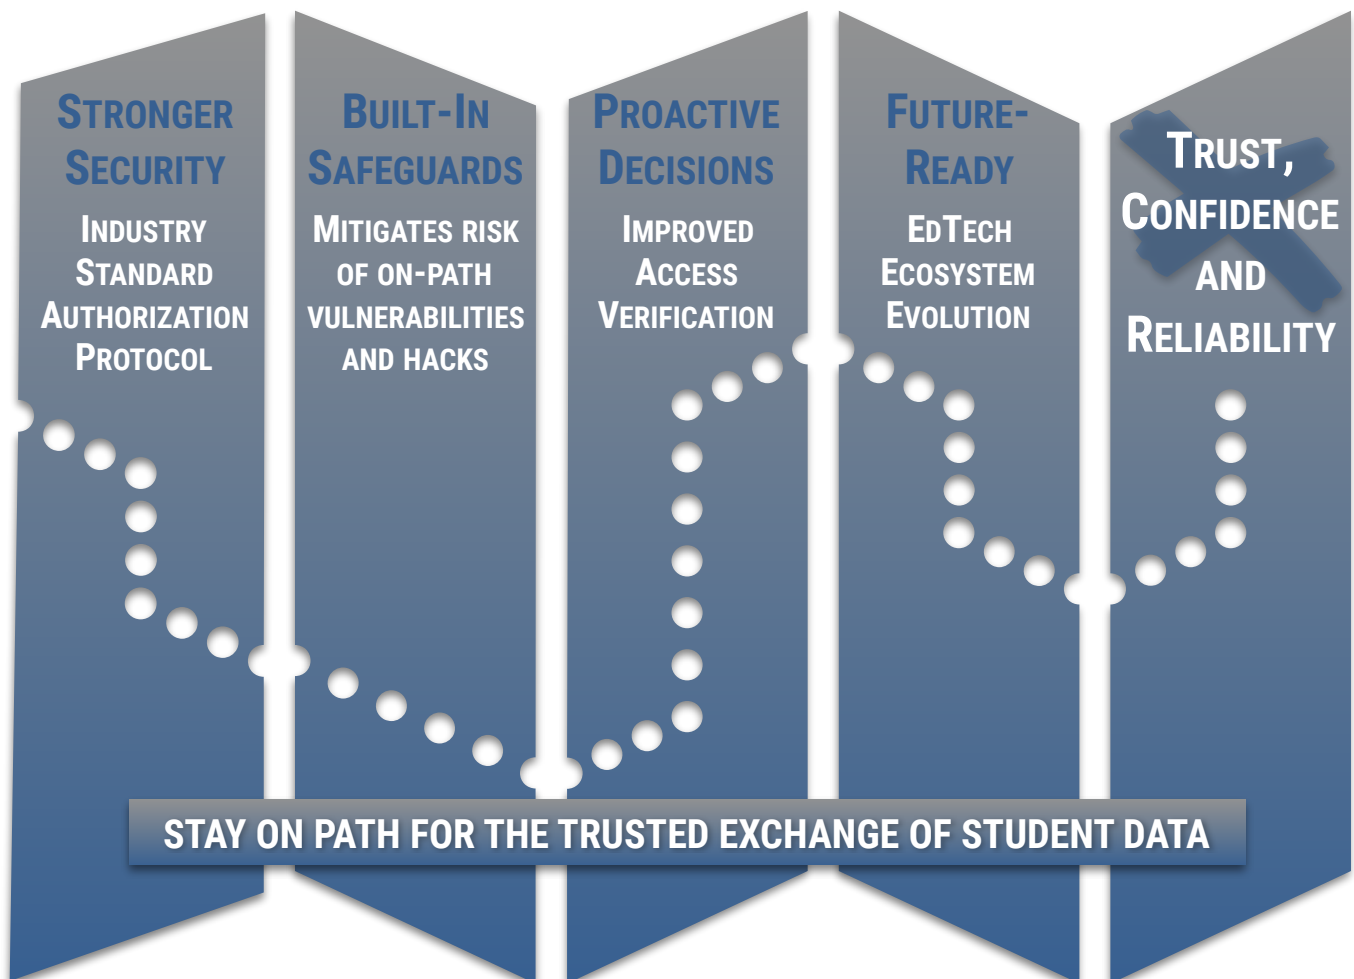 Stronger
Security
Industry
Standard
Authorization
Protocol
Built-In
Safeguards
Mitigates risk
of on-path
vulnerabilities
and hacks
Proactive
Decisions
Improved
Access
Verification
Future-
Ready
EdTech
Ecosystem
Evolution
Trust,
Confidence
and
Reliability
STAY ON PATH FOR THE TRUSTED EXCHANGE OF STUDENT DATA